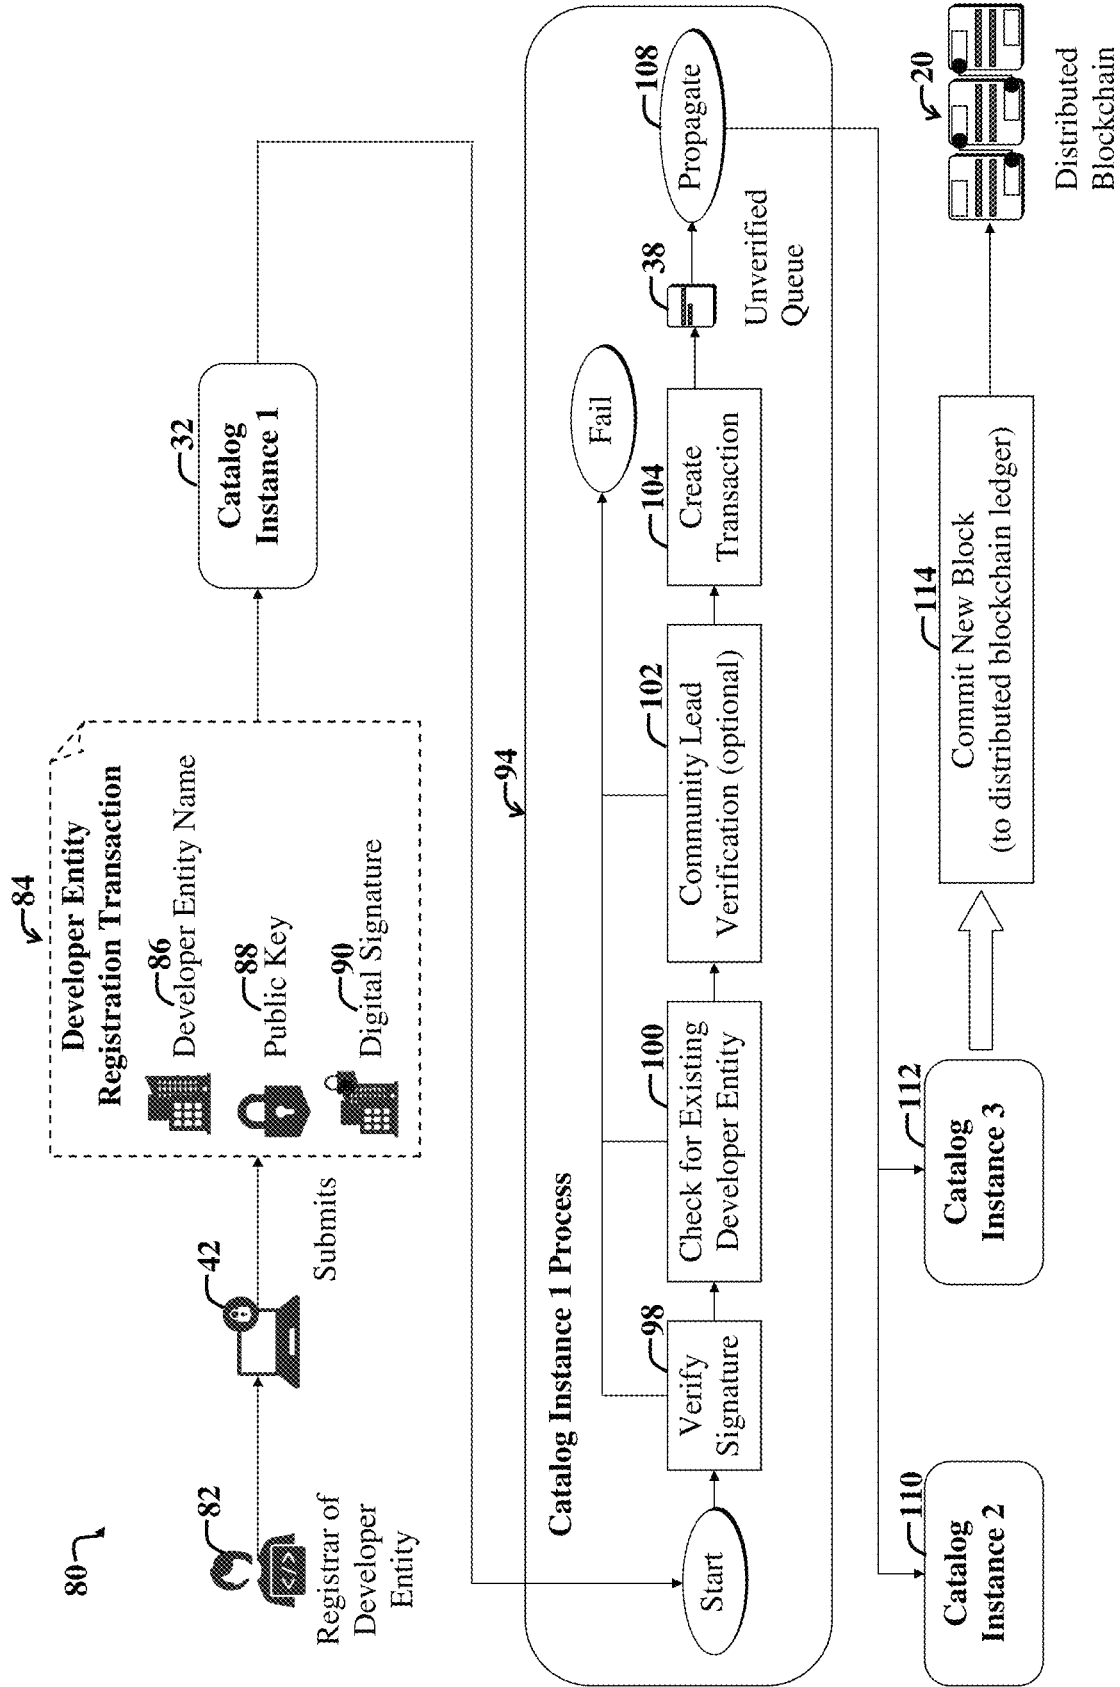 80
82
Registrar of
Developer
Entity
42
Submits
84
Developer Entity
Registration Transaction
86
Developer Entity Name
88
Public Key
90
Digital Signature
32
Catalog
Instance 1
94
Catalog Instance 1 Process
Start
98
Verify
Signature
100
Check for Existing
Developer Entity
102
Community Lead
Verification (optional)
104
Create
Transaction
Fail
38
Unverified
Queue
108
Propagate
110
Catalog
Instance 2
112
Catalog
Instance 3
114
Commit New Block
(to distributed blockchain ledger)
20
Distributed
Blockchain